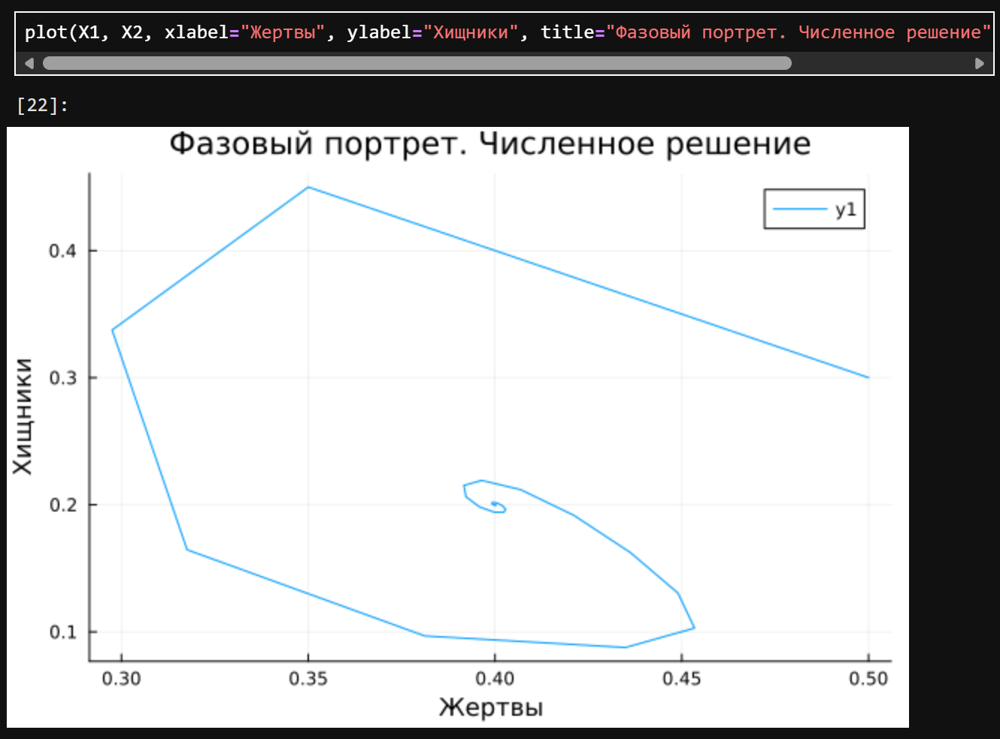 plot(X1, X2, xlabel="Жертвы", ylabel="Хищники", title="Фазовый портрет. Численное решение"
[22]:
Фазовый портрет. Численное решение
y1
0.4
0.3
0.2
0.1
Хищники
0.30 0.35 0.40 0.45 0.50
Жертвы